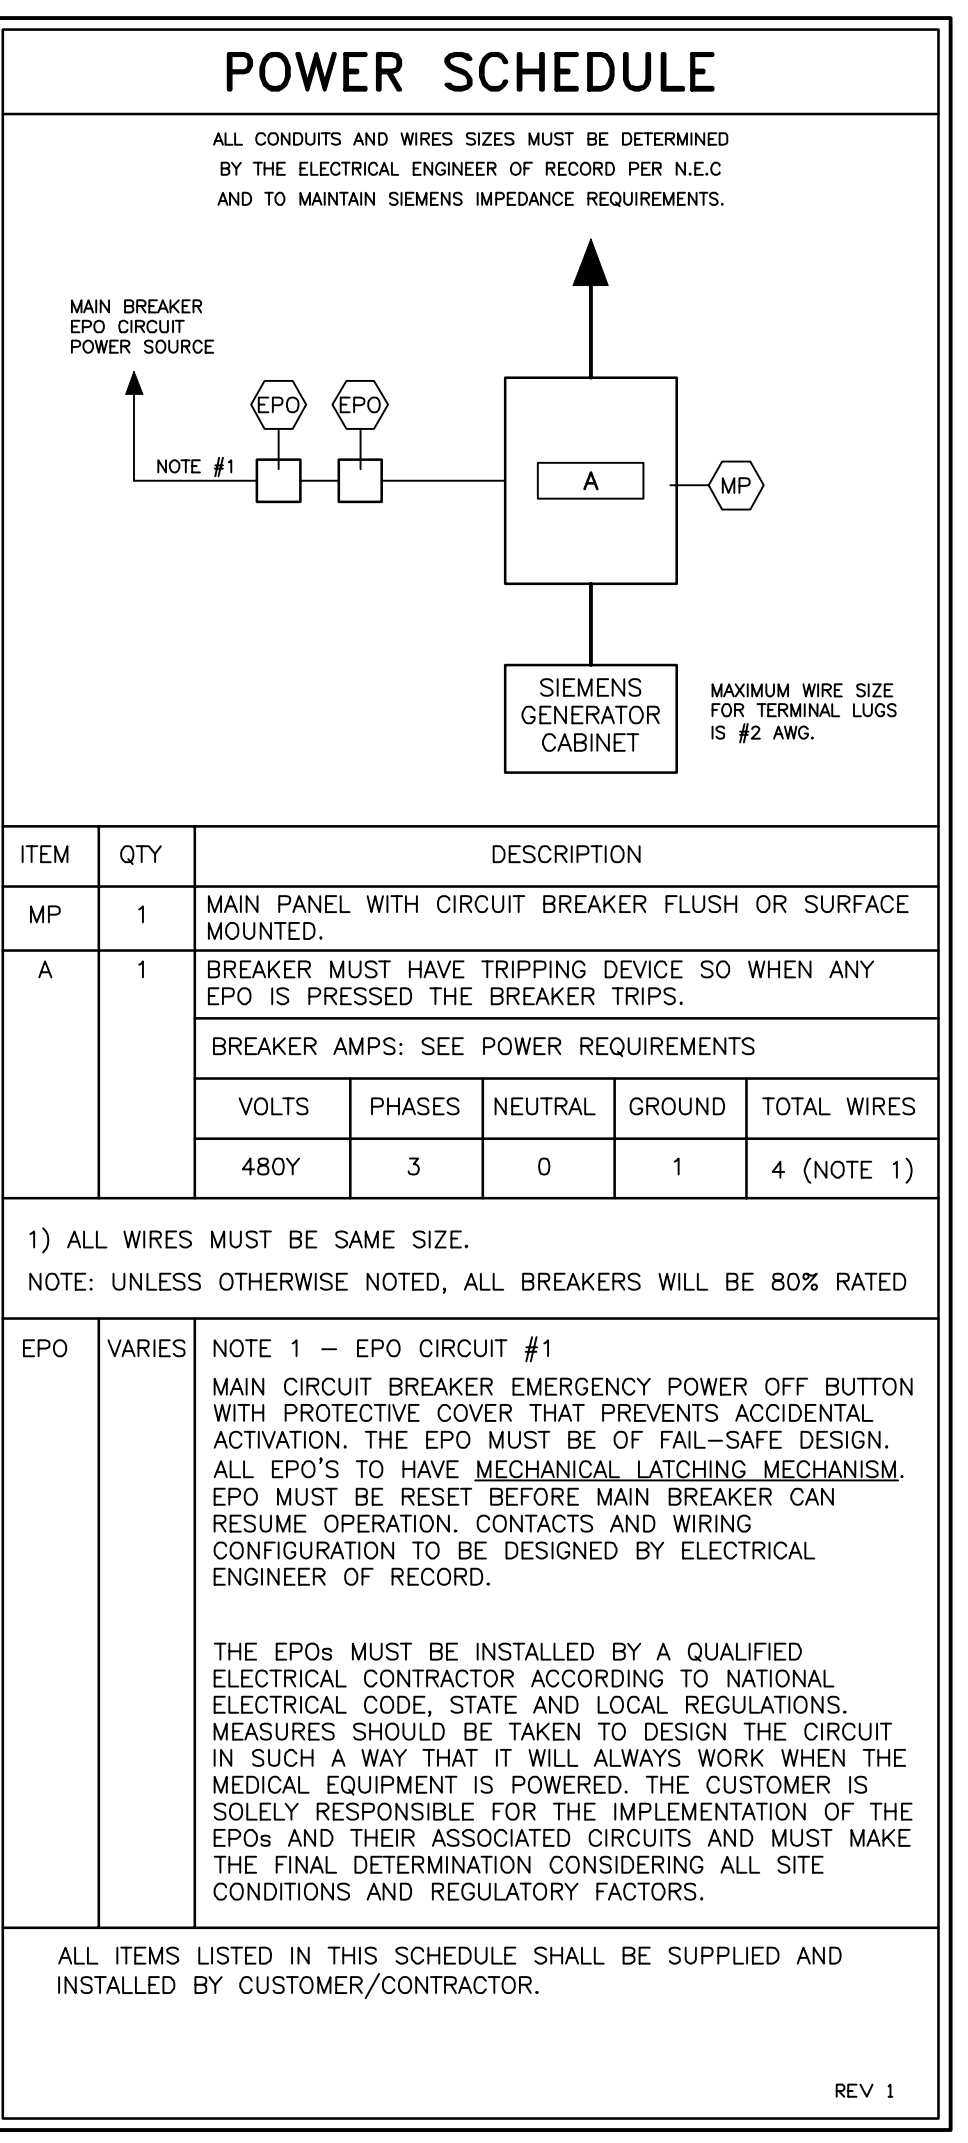 POWER SCHEDULE
ALL CONDUITS AND WIRES SIZES MUST BE DETERMINED
BY THE ELECTRICAL ENGINEER OF RECORD PER N.E.C
AND TO MAINTAIN SIEMENS IMPEDANCE REQUIREMENTS.
MAIN BREAKER
EPO CIRCUIT
POWER SOURCE
EPO EPO
NOTE #1
A
MP
SIEMENS
GENERATOR
CABINET
MAXIMUM WIRE SIZE
FOR TERMINAL LUGS
IS #2 AWG.
ITEM QTY DESCRIPTION
MP 1 MAIN PANEL WITH CIRCUIT BREAKER FLUSH OR SURFACE
MOUNTED.
A 1 BREAKER MUST HAVE TRIPPING DEVICE SO WHEN ANY
EPO IS PRESSED THE BREAKER TRIPS.
BREAKER AMPS: SEE POWER REQUIREMENTS
VOLTS PHASES NEUTRAL GROUND TOTAL WIRES
480Y 3 0 1 4 (NOTE 1)
1) ALL WIRES MUST BE SAME SIZE.
NOTE: UNLESS OTHERWISE NOTED, ALL BREAKERS WILL BE 80% RATED
EPO VARIES NOTE 1 – EPO CIRCUIT #1
MAIN CIRCUIT BREAKER EMERGENCY POWER OFF BUTTON
WITH PROTECTIVE COVER THAT PREVENTS ACCIDENTAL
ACTIVATION. THE EPO MUST BE OF FAIL–SAFE DESIGN.
ALL EPO'S TO HAVE MECHANICAL LATCHING MECHANISM.
EPO MUST BE RESET BEFORE MAIN BREAKER CAN
RESUME OPERATION. CONTACTS AND WIRING
CONFIGURATION TO BE DESIGNED BY ELECTRICAL
ENGINEER OF RECORD.
THE EPOs MUST BE INSTALLED BY A QUALIFIED
ELECTRICAL CONTRACTOR ACCORDING TO NATIONAL
ELECTRICAL CODE, STATE AND LOCAL REGULATIONS.
MEASURES SHOULD BE TAKEN TO DESIGN THE CIRCUIT
IN SUCH A WAY THAT IT WILL ALWAYS WORK WHEN THE
MEDICAL EQUIPMENT IS POWERED. THE CUSTOMER IS
SOLELY RESPONSIBLE FOR THE IMPLEMENTATION OF THE
EPOs AND THEIR ASSOCIATED CIRCUITS AND MUST MAKE
THE FINAL DETERMINATION CONSIDERING ALL SITE
CONDITIONS AND REGULATORY FACTORS.
ALL ITEMS LISTED IN THIS SCHEDULE SHALL BE SUPPLIED AND
INSTALLED BY CUSTOMER/CONTRACTOR.
REV 1